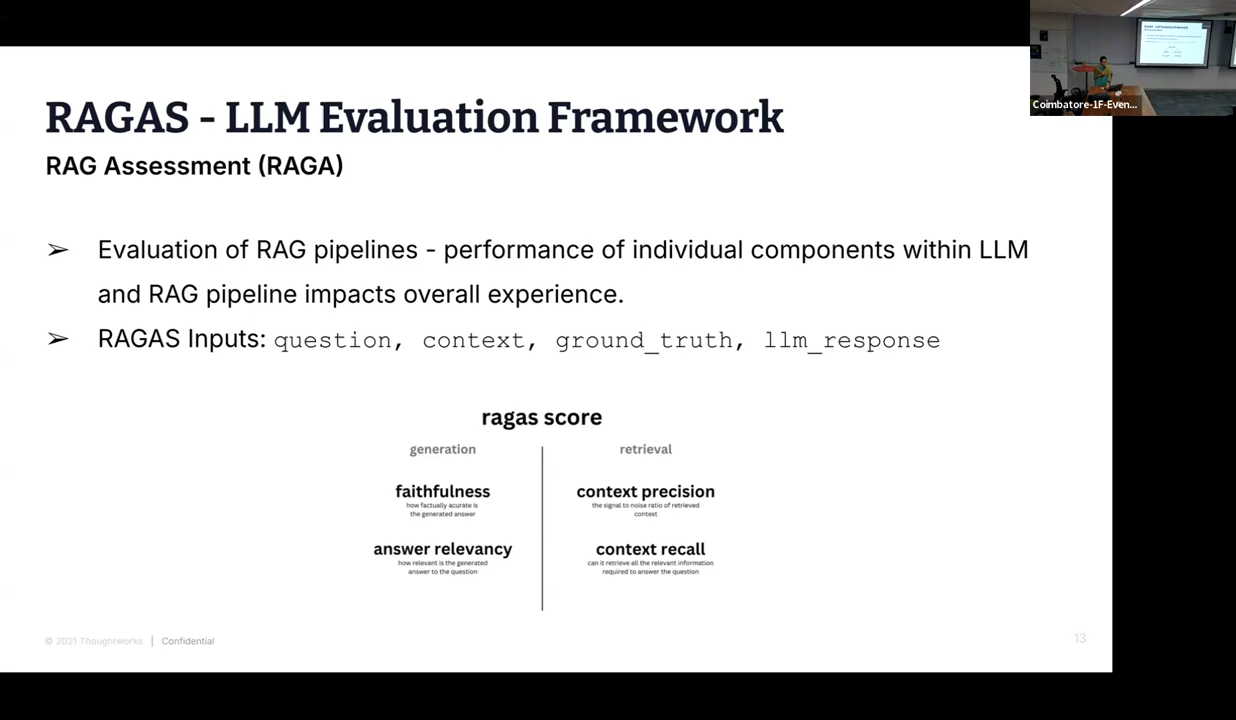 RAGAS - LLM Evaluation Framework
RAG Assessment (RAGA)
➢ Evaluation of RAG pipelines - performance of individual components within LLM
and RAG pipeline impacts overall experience.
➢ RAGAS Inputs: question, context, ground_truth, llm_response
ragas score
generation
faithfulness
how factually acurate is
the generated answer
answer relevancy
how relevant is the generated
answer to the question
retrieval
context precision
the signal to noise ratio of retrieved
context
context recall
can it retrieve all the relevant information
required to answer the question
© 2021 Thoughtworks | Confidential
13
Coimbatore-1F-Even...